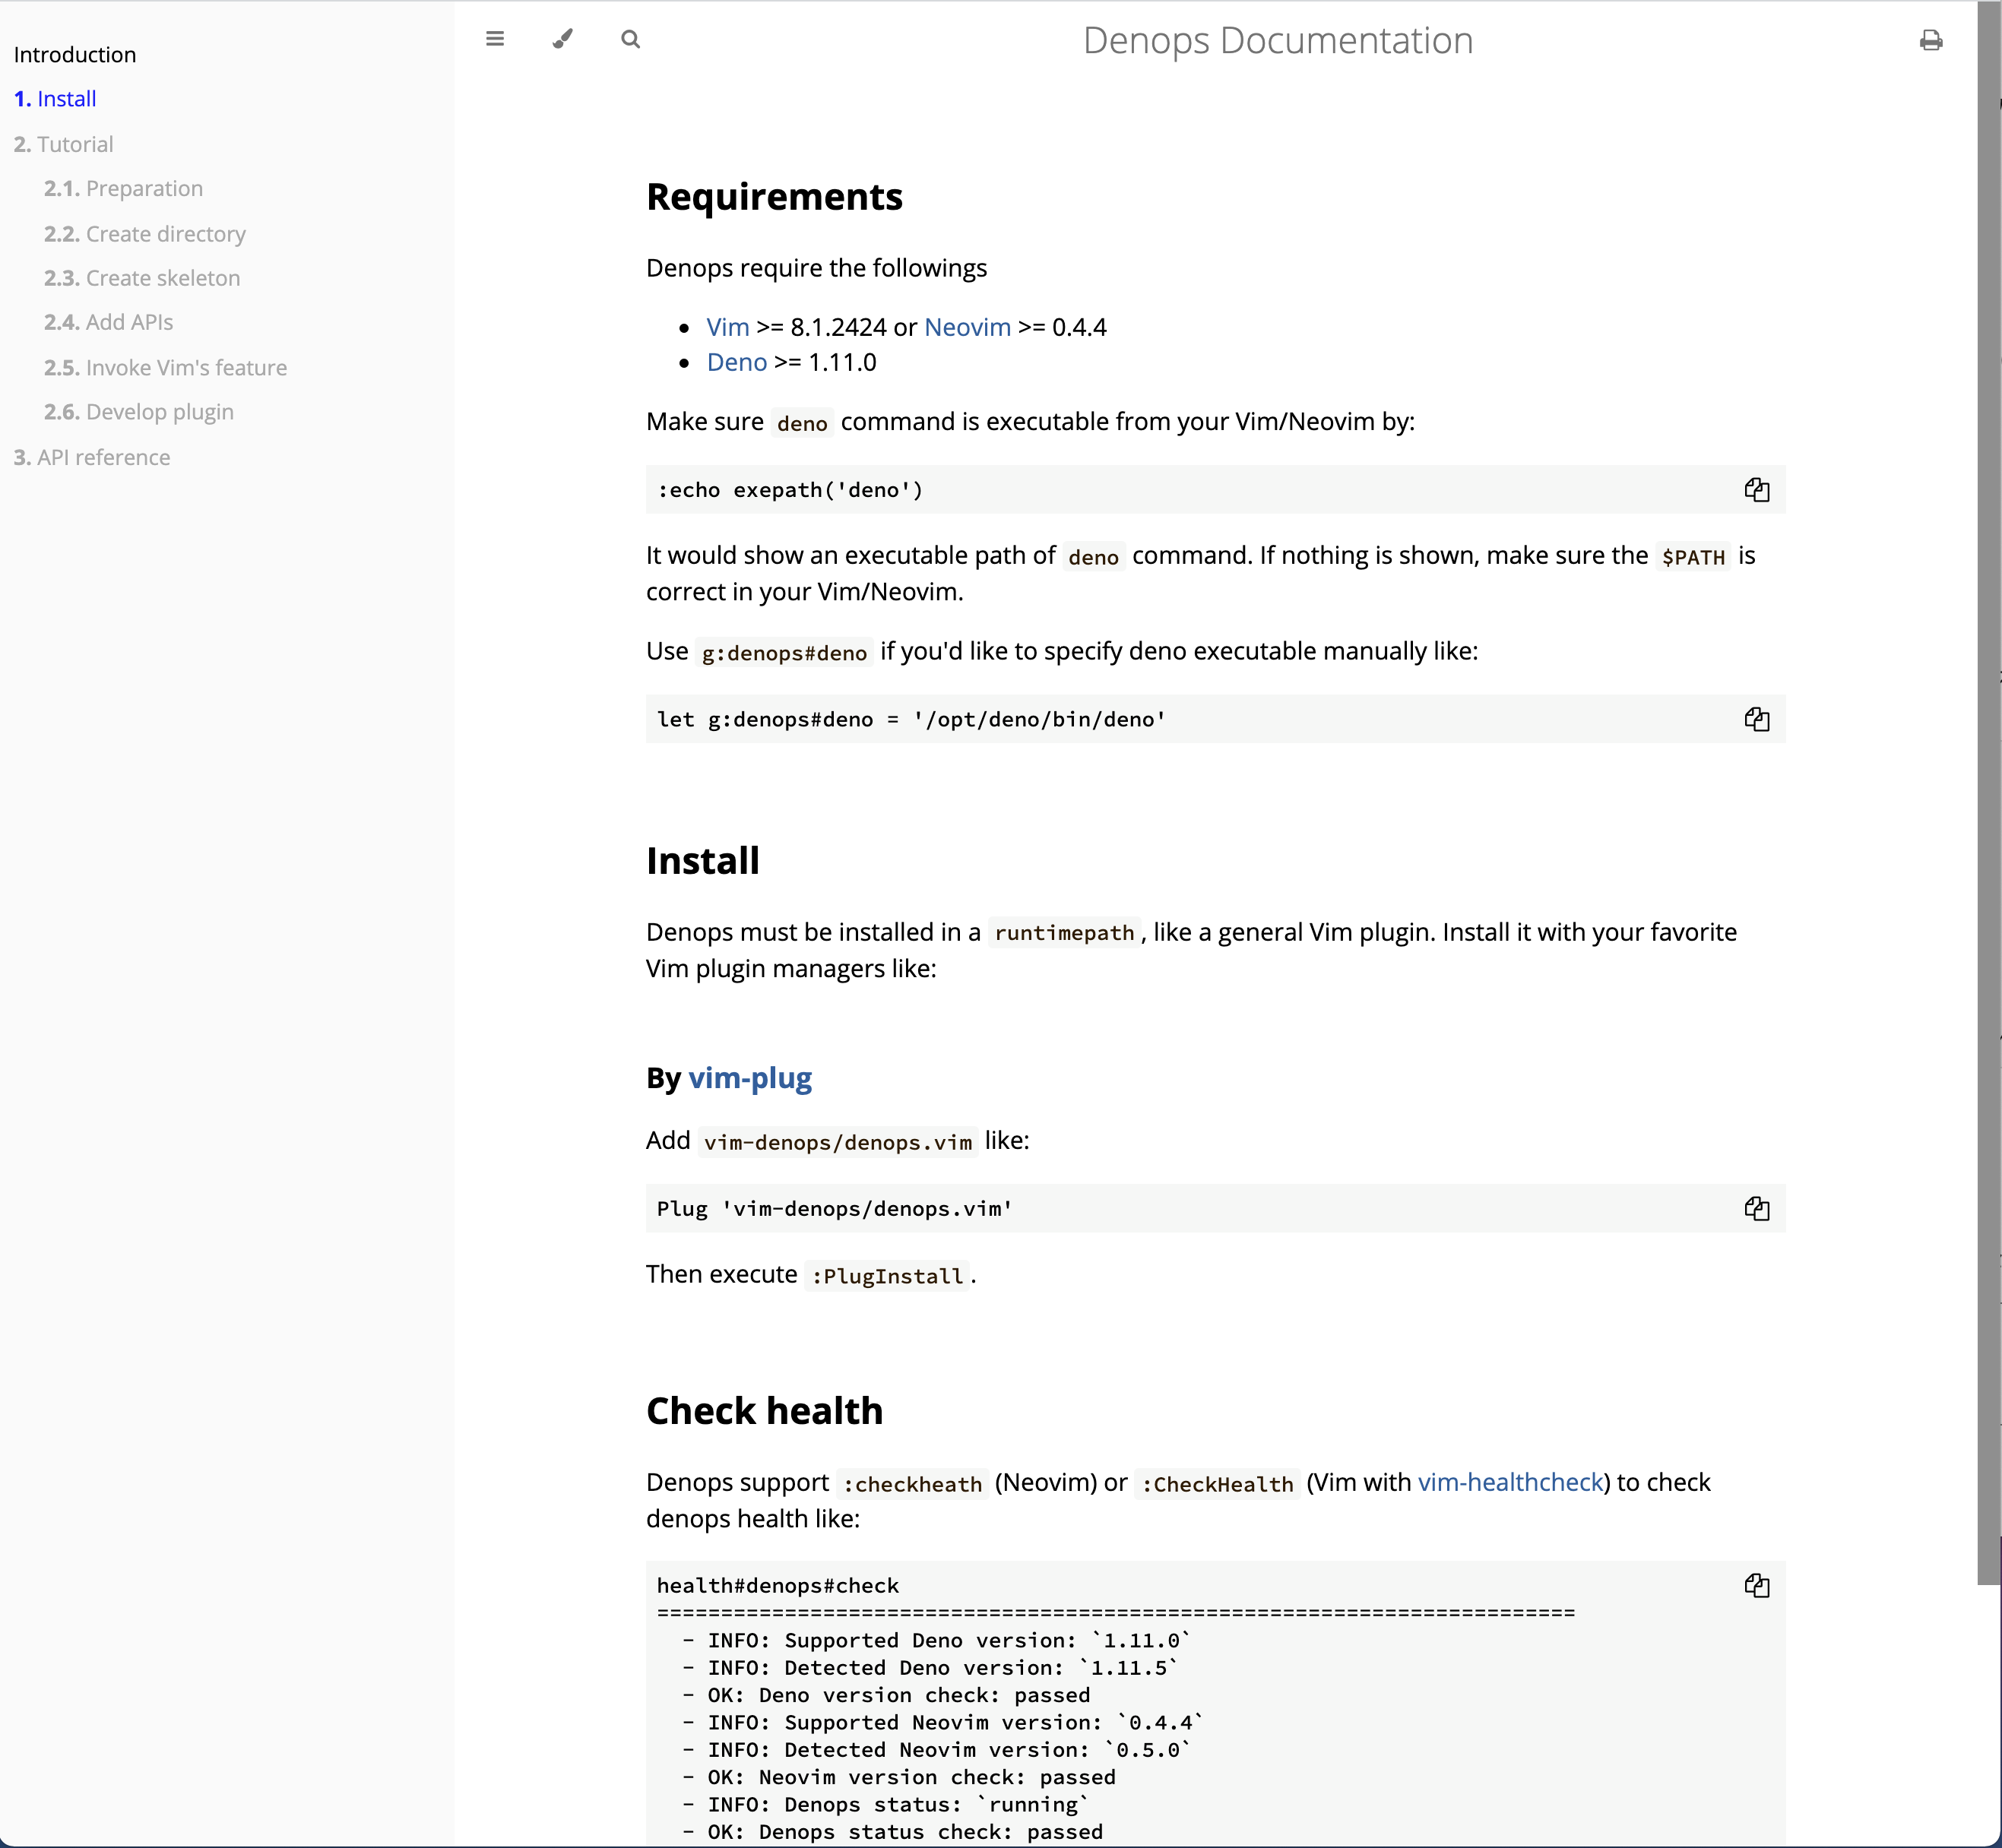 Introduction
1. Install
2. Tutorial
2.1. Preparation
2.2. Create directory
2.3. Create skeleton
2.4. Add APIs
2.5. Invoke Vim's feature
2.6. Develop plugin
3. API reference
Denops Documentation
Requirements
Denops require the followings
• Vim >= 8.1.2424 or Neovim >= 0.4.4
• Deno >= 1.11.0
Make sure deno command is executable from your Vim/Neovim by:
:echo exepath('deno')
It would show an executable path of deno command. If nothing is shown, make sure the $PATH is
correct in your Vim/Neovim.
Use g:denops#deno if you'd like to specify deno executable manually like:
let g:denops#deno = '/opt/deno/bin/deno'
Install
Denops must be installed in a runtimepath, like a general Vim plugin. Install it with your favorite
Vim plugin managers like:
By vim-plug
Add vim-denops/denops.vim like:
Plug 'vim-denops/denops.vim'
Then execute :PlugInstall.
Check health
Denops support :checkheath (Neovim) or :CheckHealth (Vim with vim-healthcheck) to check
denops health like:
health#denops#check
========================================================================
- INFO: Supported Deno version: `1.11.0`
- INFO: Detected Deno version: `1.11.5`
- OK: Deno version check: passed
- INFO: Supported Neovim version: `0.4.4`
- INFO: Detected Neovim version: `0.5.0`
- OK: Neovim version check: passed
- INFO: Denops status: `running`
- OK: Denops status check: passed